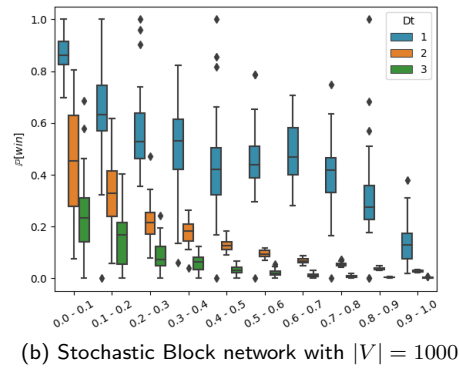 Dt
1
2
3
ℙ[win]
1.0
0.8
0.6
0.4
0.2
0.0
0.0 - 0.1
0.1 - 0.2
0.2 - 0.3
0.3 - 0.4
0.4 - 0.5
0.5 - 0.6
0.6 - 0.7
0.7 - 0.8
0.8 - 0.9
0.9 - 1.0
(b) Stochastic Block network with |V| = 1000